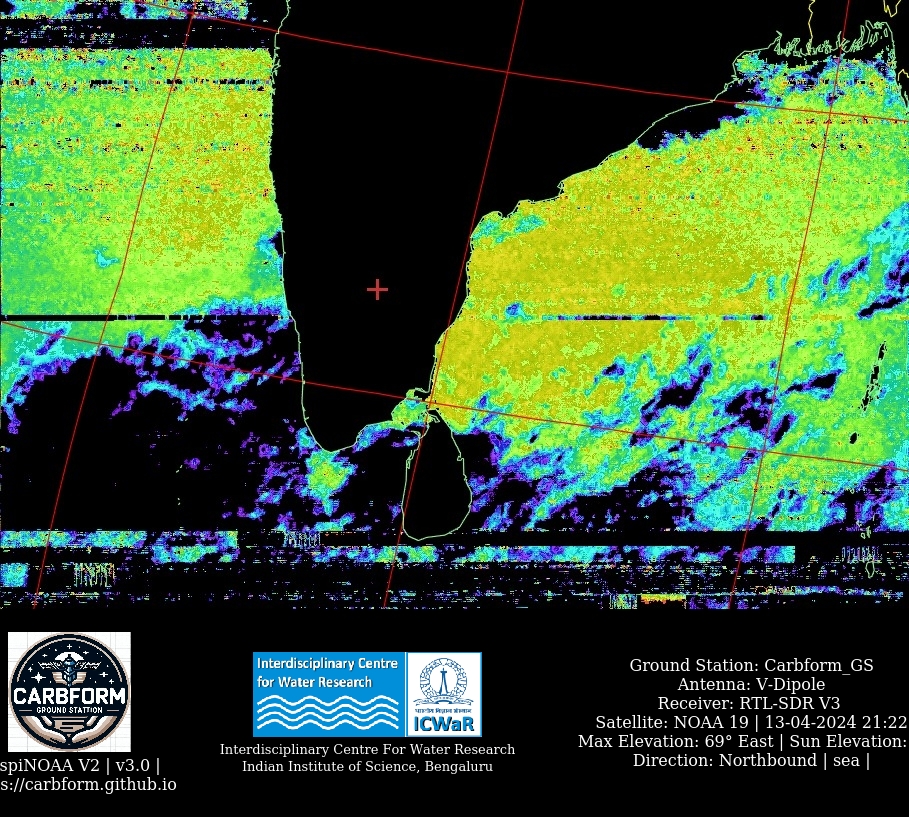 CARBFORM
GROUND STATION
spiNOAA V2 | v3.0 |
s://carbform.github.io
Interdisciplinary Centre
for Water Research
भारतीय विज्ञान संस्थान
ICWaR
Interdisciplinary Centre For Water Research
Indian Institute of Science, Bengaluru
Ground Station: Carbform_GS
Antenna: V-Dipole
Receiver: RTL-SDR V3
Satellite: NOAA 19 | 13-04-2024 21:22
Max Elevation: 69° East | Sun Elevation:
Direction: Northbound | sea |